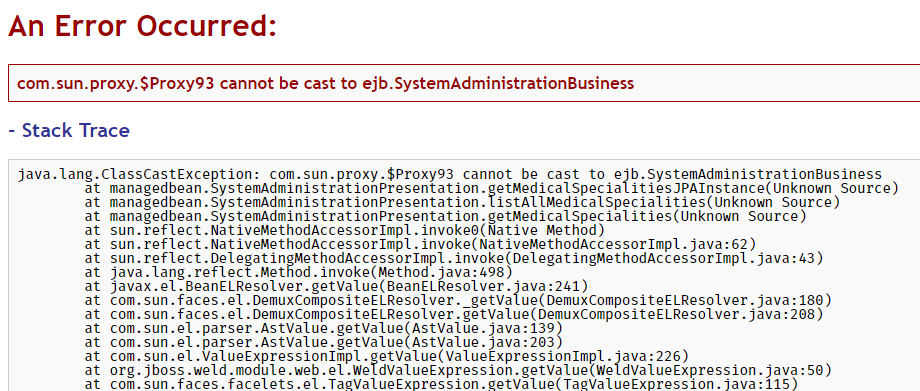 An Error Occurred:
com.sun.proxy.$Proxy93 cannot be cast to ejb.SystemAdministrationBusiness
- Stack Trace
java.lang.ClassCastException: com.sun.proxy.$Proxy93 cannot be cast to ejb.SystemAdministrationBusiness
at managedbean.SystemAdministrationPresentation.getMedicalSpecialitiesJPAInstance(Unknown Source)
at managedbean.SystemAdministrationPresentation.listAllMedicalSpecialities(Unknown Source)
at managedbean.SystemAdministrationPresentation.getMedicalSpecialities(Unknown Source)
at sun.reflect.NativeMethodAccessorImpl.invoke0(Native Method)
at sun.reflect.NativeMethodAccessorImpl.invoke(NativeMethodAccessorImpl.java:62)
at sun.reflect.DelegatingMethodAccessorImpl.invoke(DelegatingMethodAccessorImpl.java:43)
at java.lang.reflect.Method.invoke(Method.java:498)
at javax.el.BeanELResolver.getValue(BeanELResolver.java:241)
at com.sun.faces.el.DemuxCompositeELResolver._getValue(DemuxCompositeELResolver.java:180)
at com.sun.faces.el.DemuxCompositeELResolver.getValue(DemuxCompositeELResolver.java:208)
at com.sun.el.parser.AstValue.getValue(AstValue.java:139)
at com.sun.el.parser.AstValue.getValue(AstValue.java:203)
at com.sun.el.ValueExpressionImpl.getValue(ValueExpressionImpl.java:226)
at org.jboss.weld.module.web.el.WeldValueExpression.getValue(WeldValueExpression.java:50)
at com.sun.faces.facelets.el.TagValueExpression.getValue(TagValueExpression.java:115)